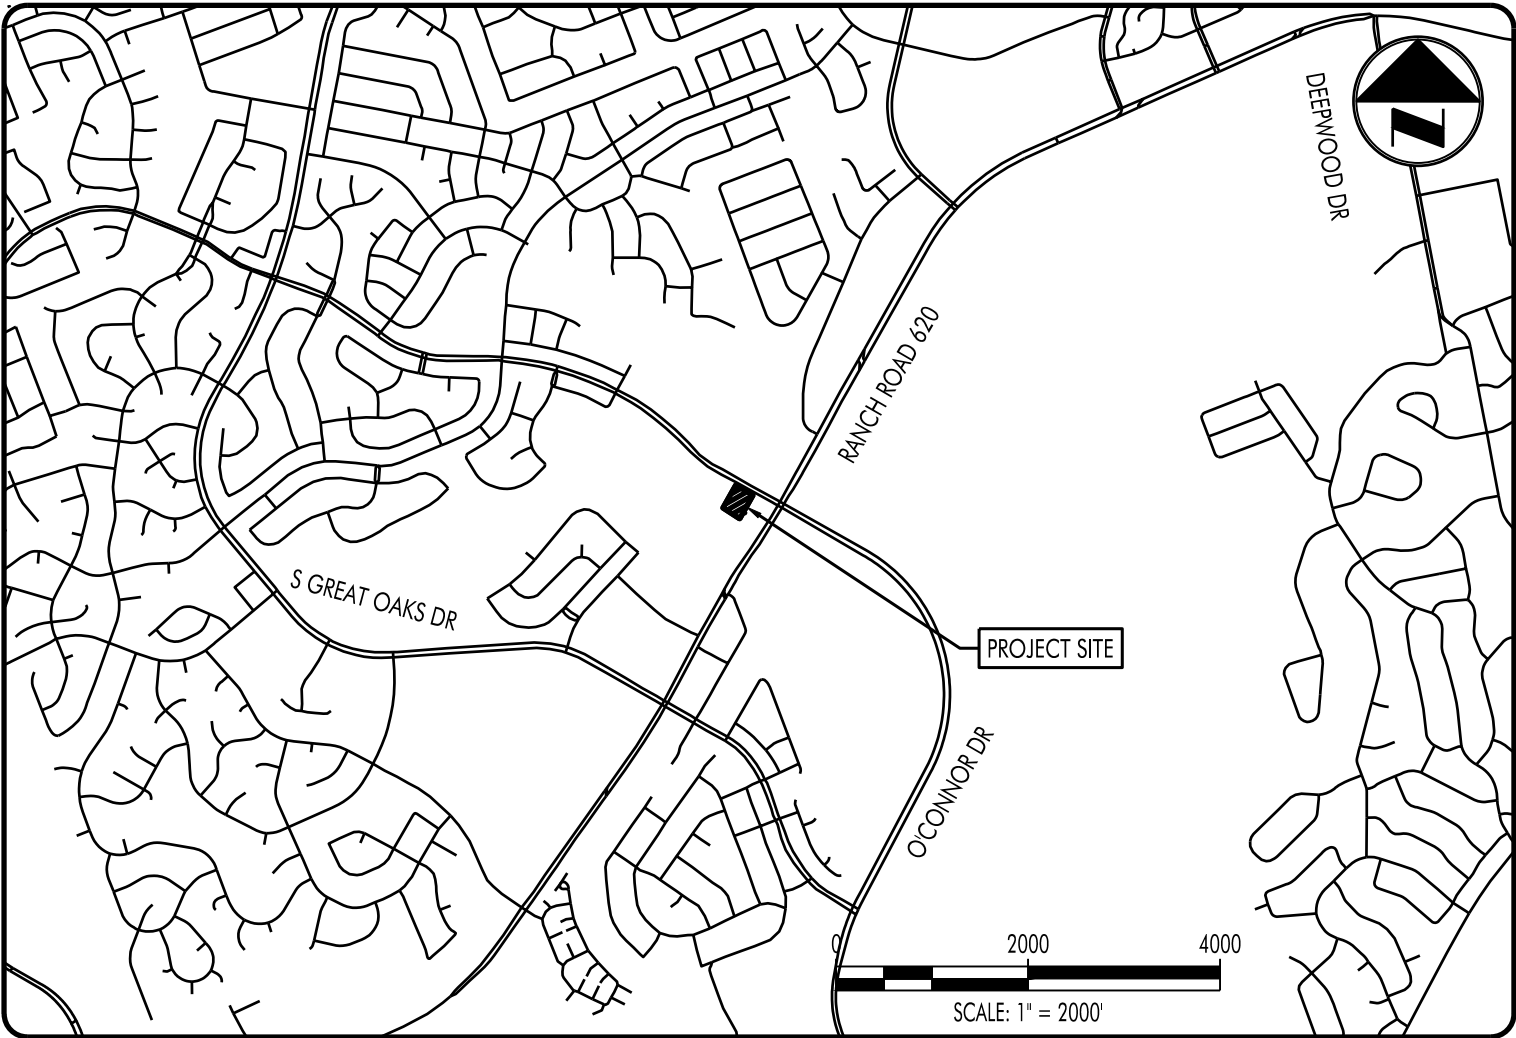 DEEPWOOD DR
N
RANCH ROAD 620
S GREAT OAKS DR
PROJECT SITE
O'CONNOR DR
0 2000 4000
SCALE: 1" = 2000'